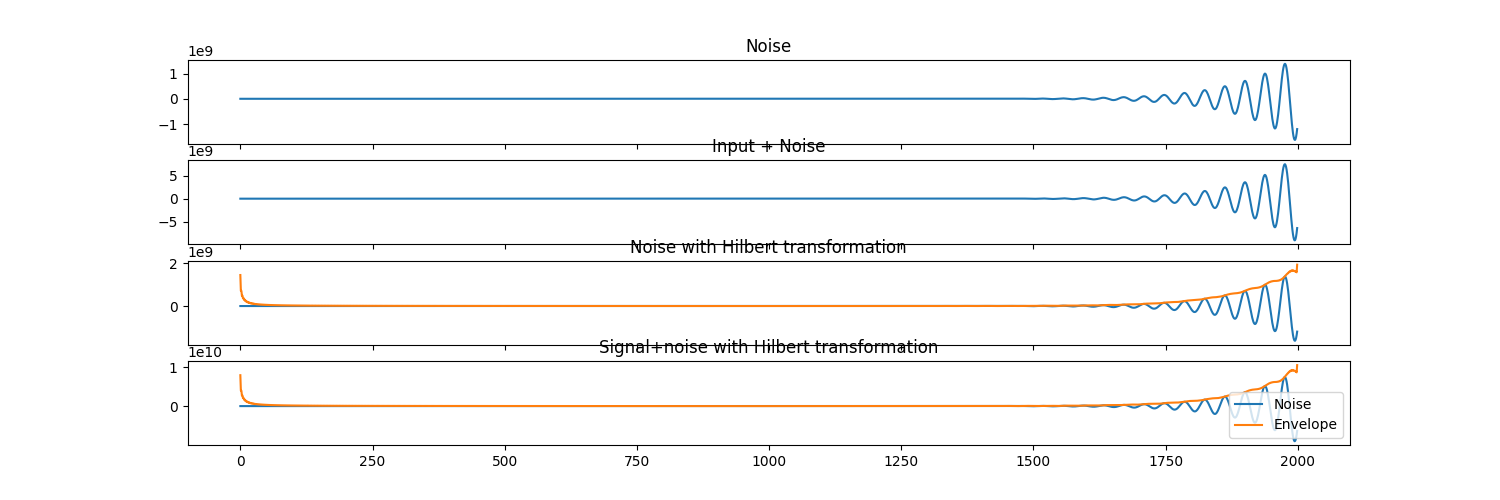 Noise
1e9
1
0
−1
Input + Noise
1e9
5
0
−5
Noise with Hilbert transformation
1e9
2
0
Signal+noise with Hilbert transformation
1e10
1
0
Noise
Envelope
0 250 500 750 1000 1250 1500 1750 2000